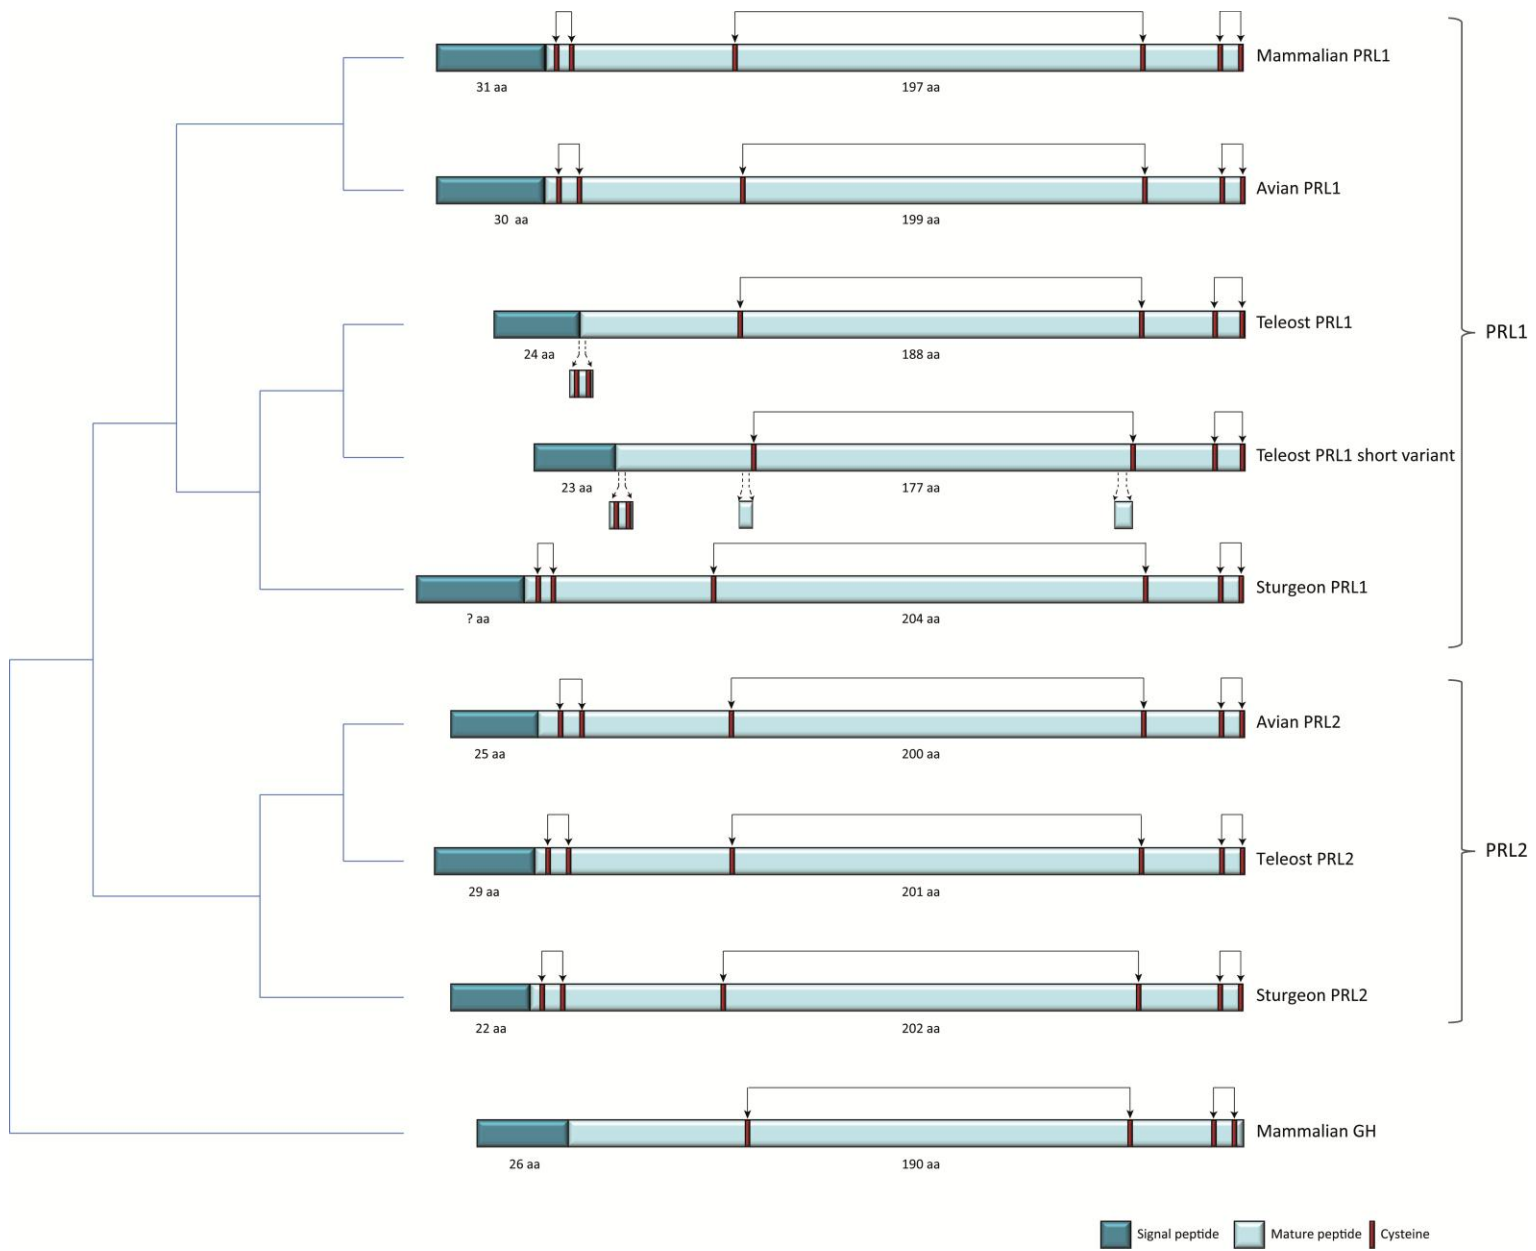 Mammalian PRL1
31 aa
197 aa
Avian PRL1
30 aa
199 aa
Teleost PRL1
24 aa
188 aa
PRL1
Teleost PRL1 short variant
23 aa
177 aa
Sturgeon PRL1
? aa
204 aa
Avian PRL2
25 aa
200 aa
Teleost PRL2
PRL2
29 aa
201 aa
Sturgeon PRL2
22 aa
202 aa
Mammalian GH
26 aa
190 aa
Signal peptide
Mature peptide
Cysteine